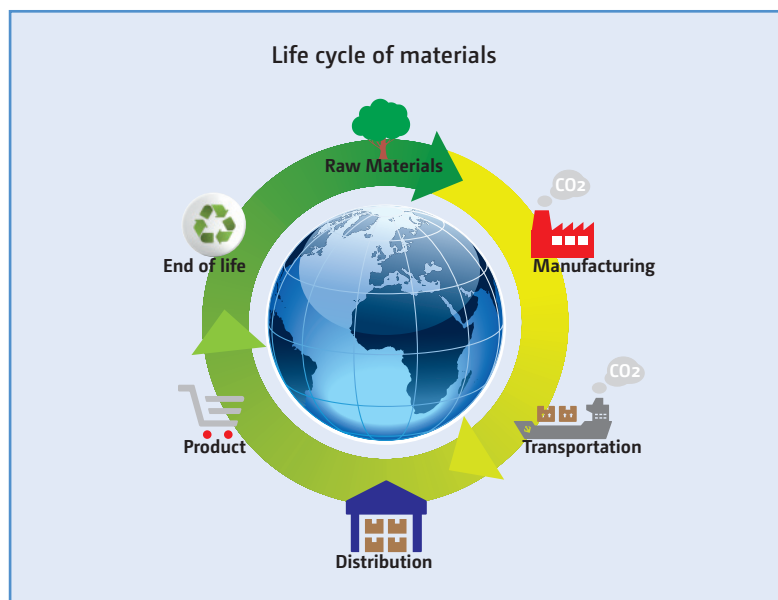 Life cycle of materials
Raw Materials
CO2
Manufacturing
CO2
Transportation
Distribution
Product
End of life